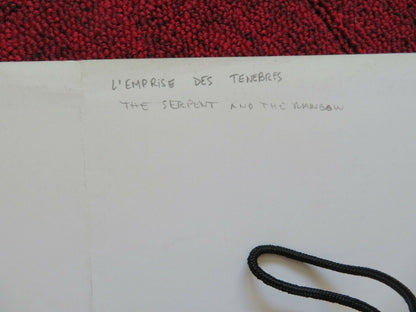 L'EMPRISE DES TENEBRES
THE SERPENT AND THE RAINBOW